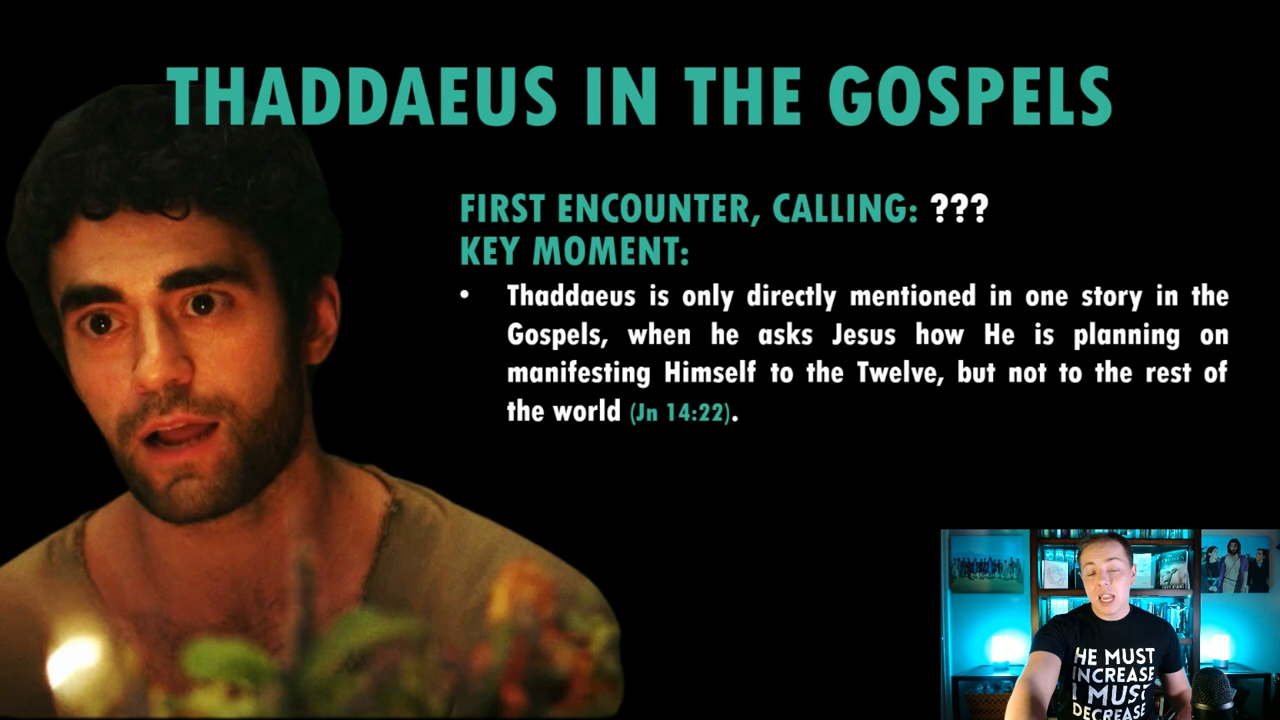 THADDAEUS IN THE GOSPELS
FIRST ENCOUNTER, CALLING: ???
KEY MOMENT:
• Thaddaeus is only directly mentioned in one story in the
Gospels, when he asks Jesus how He is planning on
manifesting Himself to the Twelve, but not to the rest of
the world (Jn 14:22).
HE MUST
INCREASE
I MUST
DECREASE